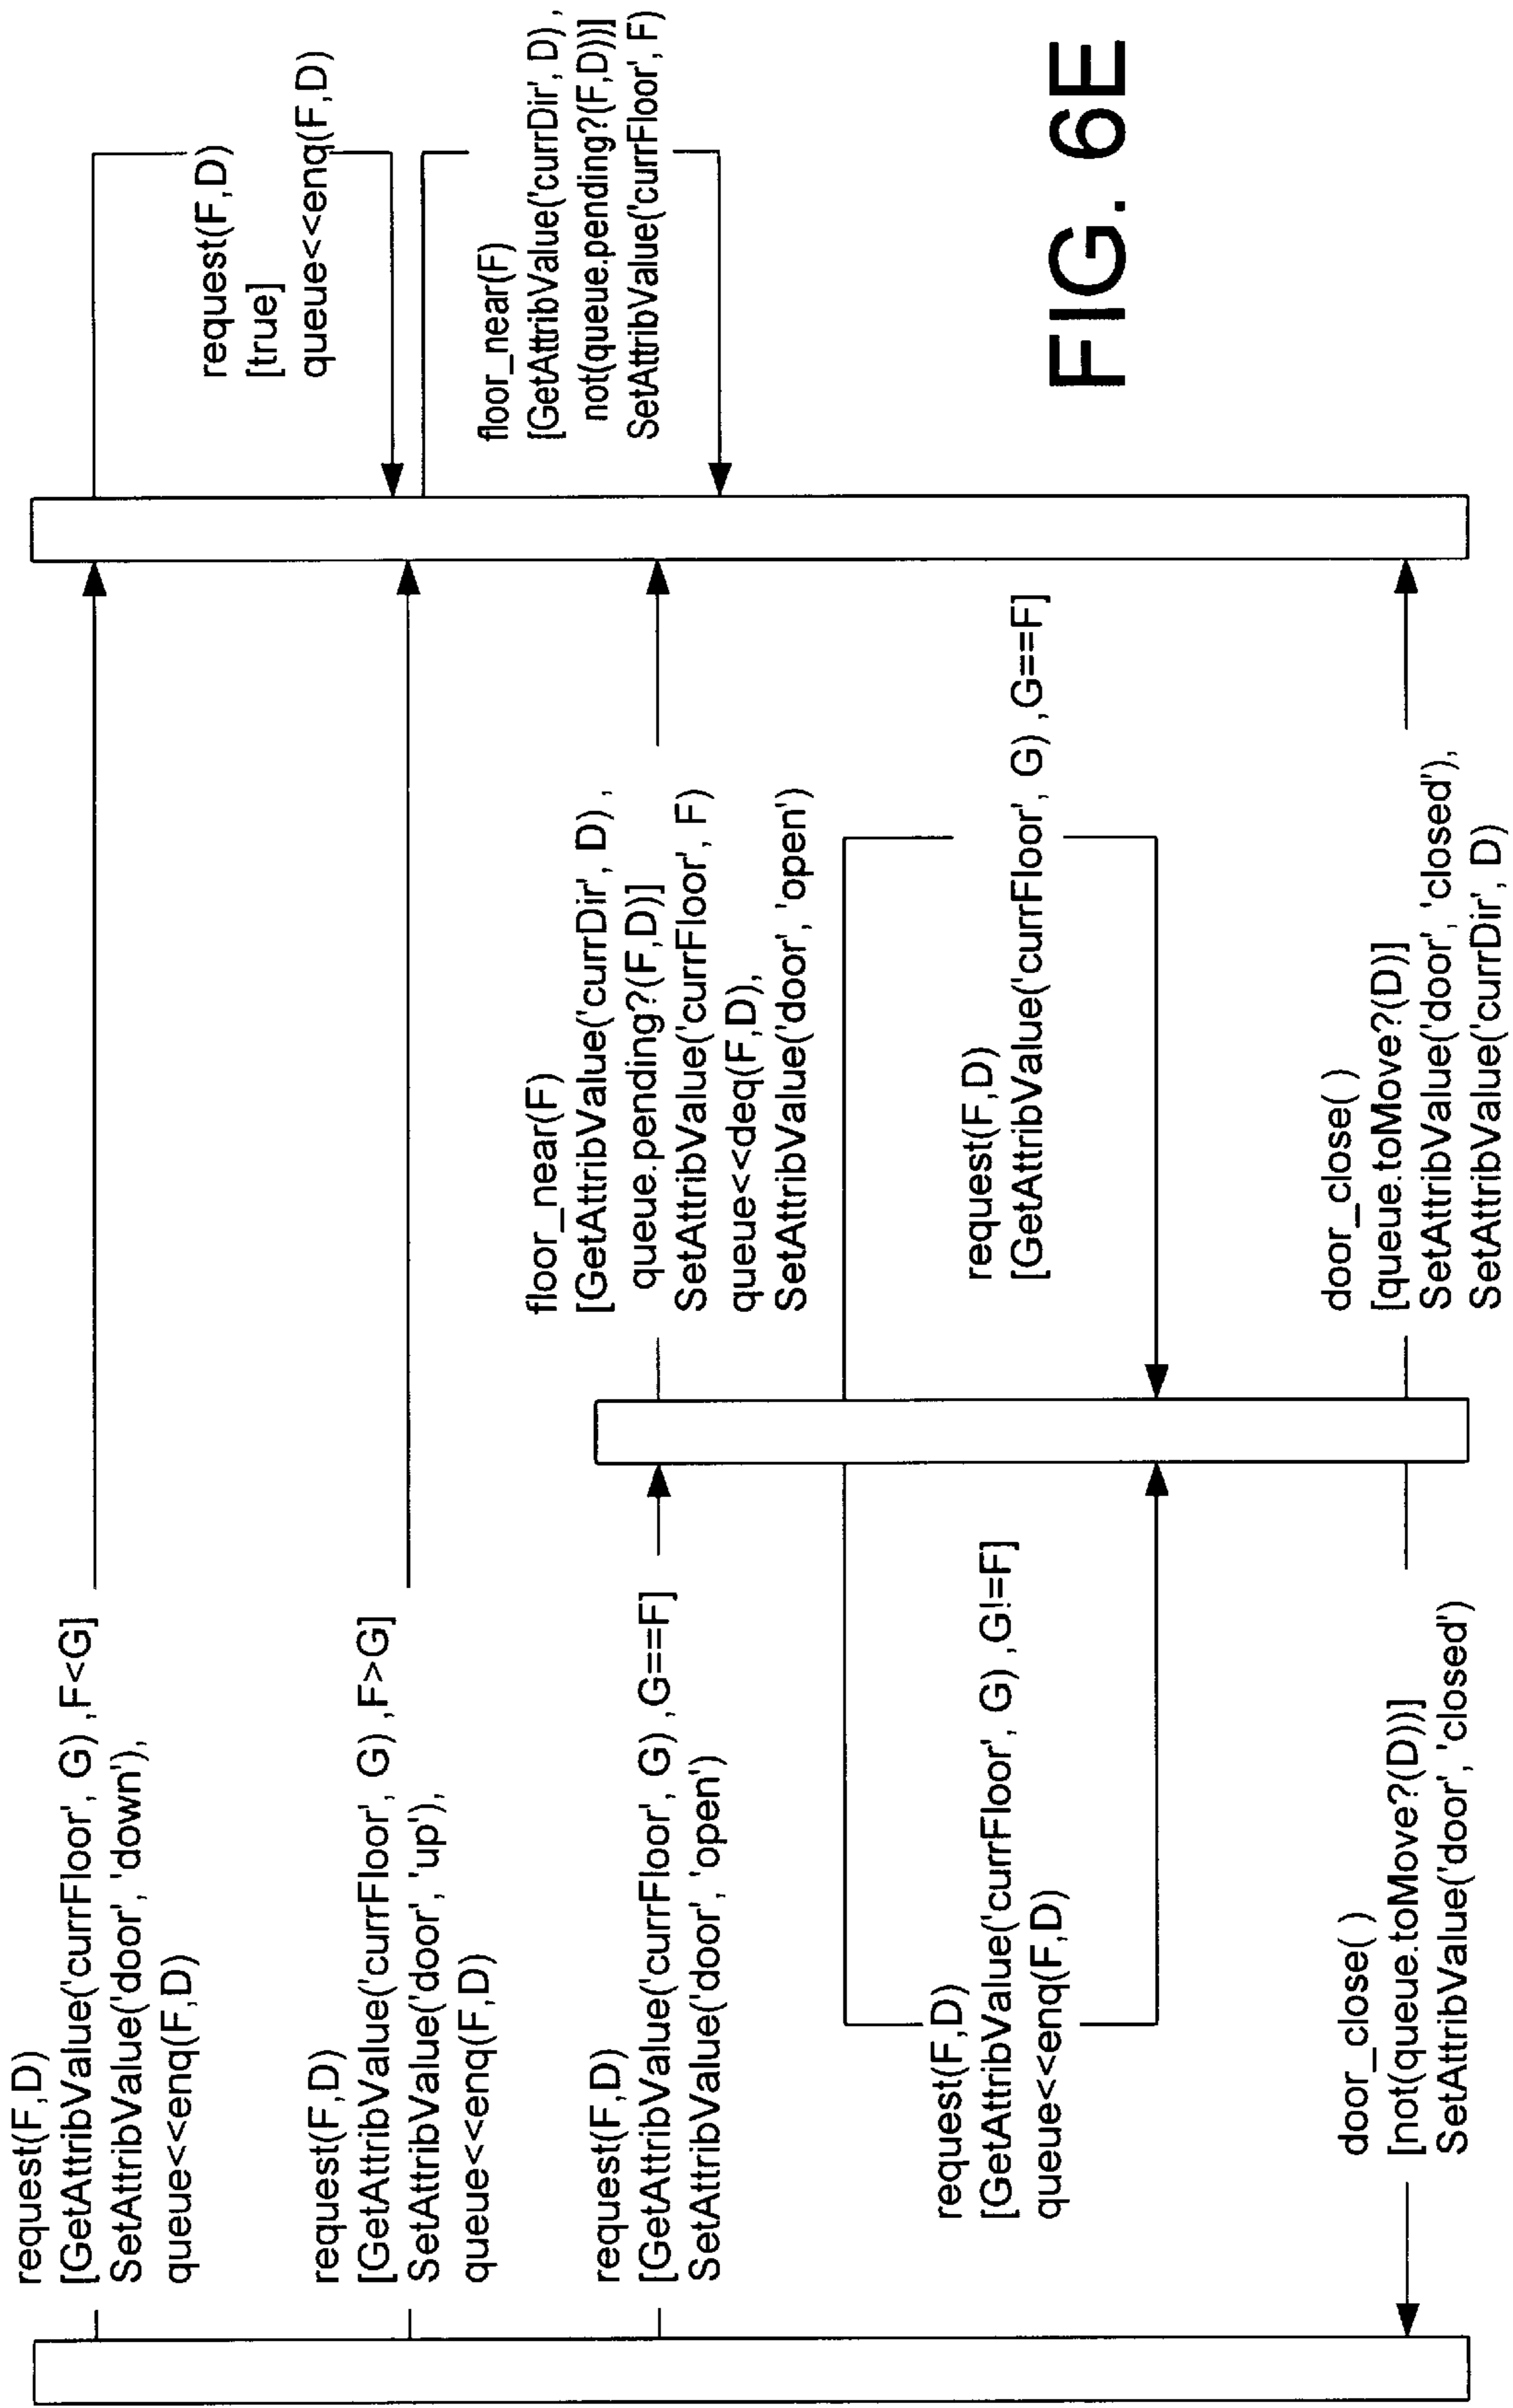 request(F,D)
[GetAttribValue('currFloor', G) ,F<G]
SetAttribValue('door', 'down'),
queue<<enq(F,D)
request(F,D)
[GetAttribValue('currFloor', G) ,F>G]
SetAttribValue('door', 'up'),
queue<<enq(F,D)
request(F,D)
[GetAttribValue('currFloor', G) ,G==F]
SetAttribValue('door', 'open')
request(F,D)
[GetAttribValue('currFloor', G) ,G!=F]
queue<<enq(F,D)
door_close( )
[not(queue.toMove?(D))]
SetAttribValue('door', 'closed')
floor_near(F)
[GetAttribValue('currDir', D) ,
queue.pending?(F,D))]
SetAttribValue('currFloor', F)
queue<<deq(F,D),
SetAttribValue('door', 'open')
request(F,D)
[GetAttribValue('currFloor', G) ,G==F]
door_close( )
[queue.toMove?(D)]
SetAttribValue('door', 'closed'),
SetAttribValue('currDir', D)
request(F,D)
[true]
queue<<enq(F,D)
floor_near(F)
[GetAttribValue('currDir', D) ,
not(queue.pending?(F,D))]
SetAttribValue('currFloor', F)
FIG. 6E